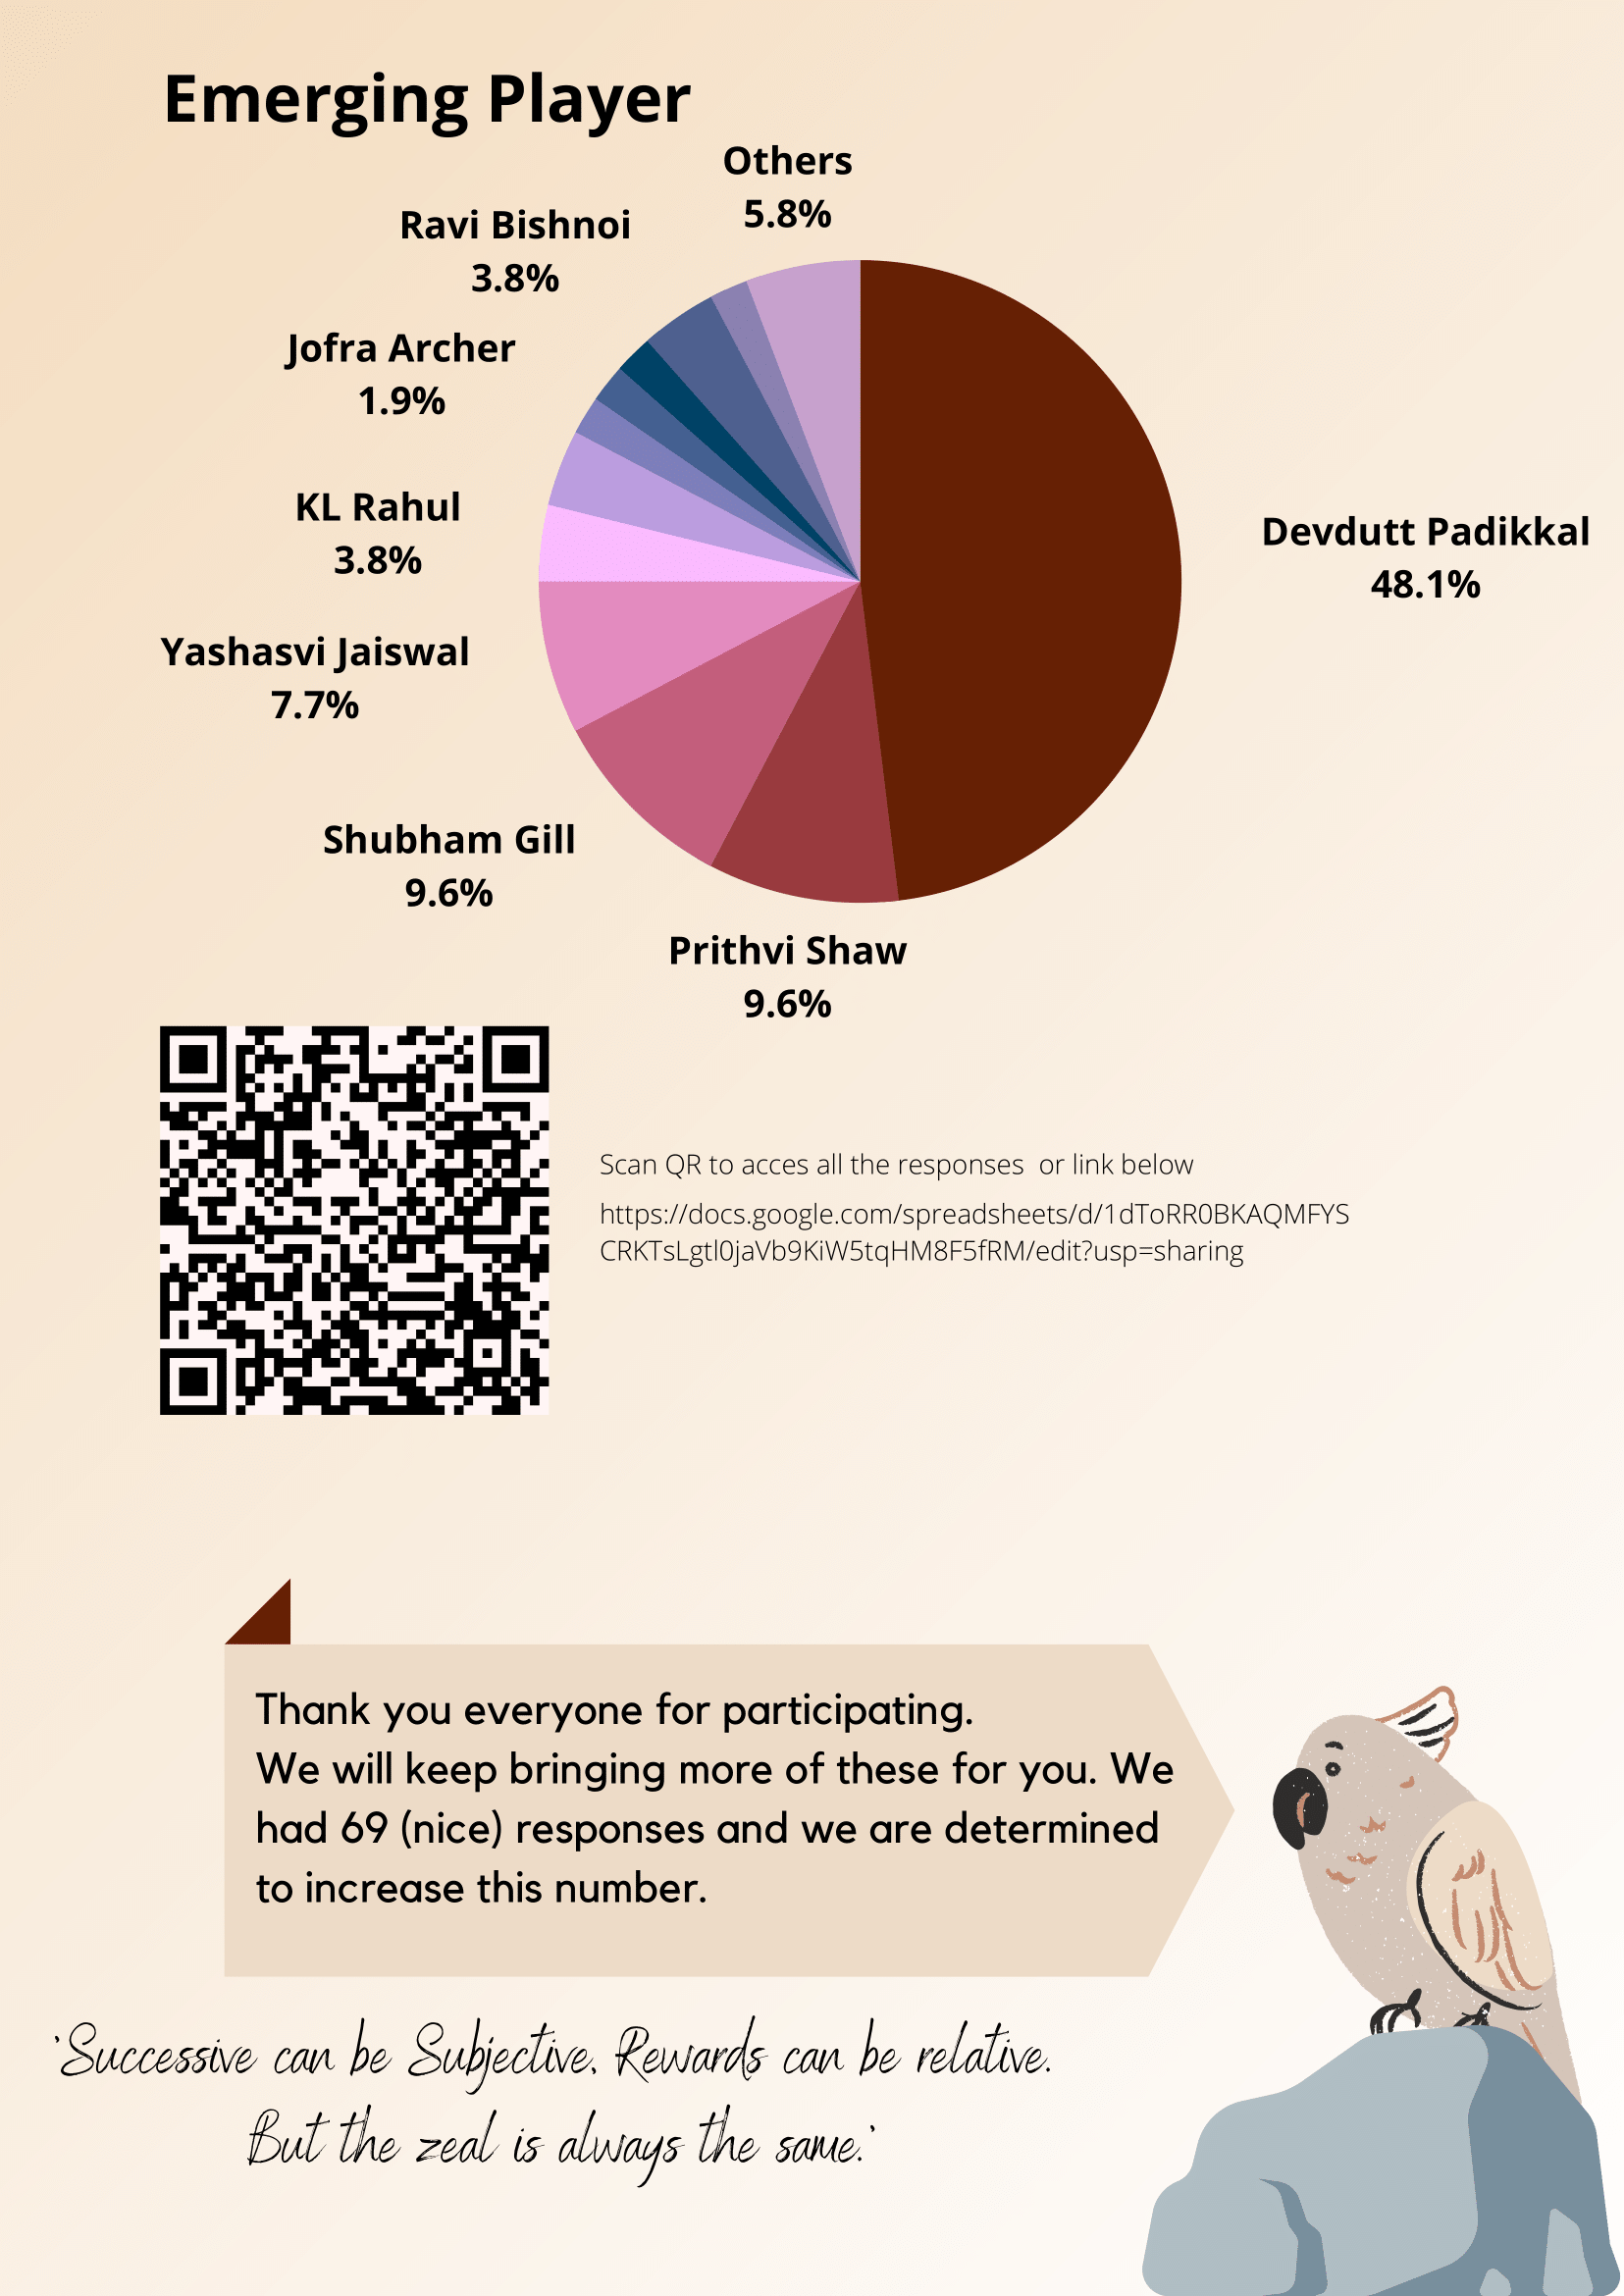 Emerging Player
Others
5.8%
Ravi Bishnoi
3.8%
Jofra Archer
1.9%
KL Rahul
3.8%
Devdutt Padikkal
48.1%
Yashasvi Jaiswal
7.7%
Shubham Gill
9.6%
Prithvi Shaw
9.6%
Scan QR to acces all the responses  or link below
https://docs.google.com/spreadsheets/d/1dToRR0BKAQMFYS
CRKTsLgtl0jaVb9KiW5tqHM8F5fRM/edit?usp=sharing
Thank you everyone for participating.
We will keep bringing more of these for you. We
had 69 (nice) responses and we are determined
to increase this number.
'Successive can be Subjective, Rewards can be relative.
But the zeal is always the same.'